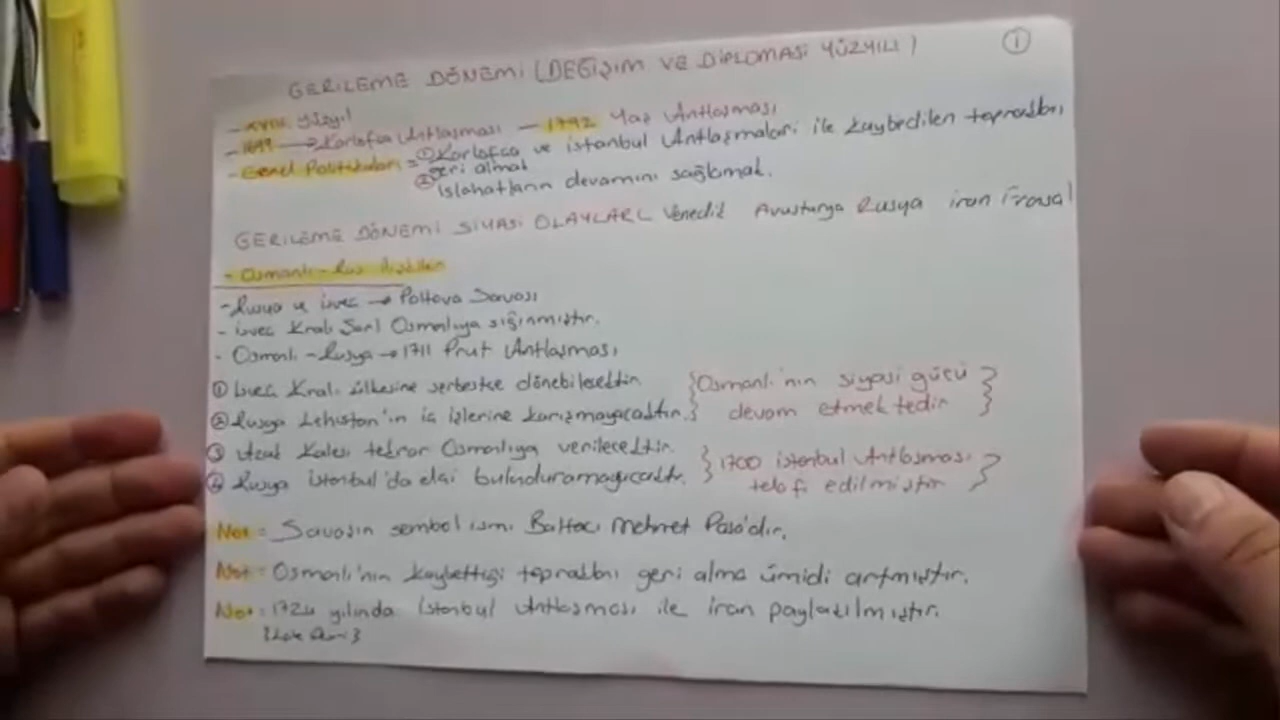 GERİLEME DÖNEMİ (DEĞİŞİM VE DİPLOMASİ YÜZYILI)
1
- XVIII. Yüzyıl
- 1699 → Karlofça Antlaşması — 1792 Yaş Antlaşması
- Genel Politikaları = ① Karlofça ve İstanbul Antlaşmaları ile kaybedilen toprakları
geri almak
② Islahatların devamını sağlamak.
GERİLEME DÖNEMİ SİYASİ OLAYLARI Venedik Avusturya Rusya İran Fransa
- Osmanlı - Rus İlişkileri
- Rusya ve İsveç → Poltova Savaşı
- İsveç Kralı Şarl Osmanlıya sığınmıştır.
- Osmanlı - Rusya → 1711 Prut Antlaşması
① İsveç Kralı ülkesine serbestçe dönebilecektir. } Osmanlı'nın siyasi gücü }
② Rusya Lehistan'ın iç işlerine karışmayacaktır. } devam etmektedir }
③ Azak Kalesi tekrar Osmanlıya verilecektir. } 1700 İstanbul Antlaşması }
④ Rusya İstanbul'da elçi bulunduramayacaktır. } telafi edilmiştir }
Not = Savaşın sembol ismi Baltacı Mehmet Paşa'dır.
Not = Osmanlı'nın kaybettiği toprakları geri alma ümidi artmıştır.
Not = 1724 yılında İstanbul Antlaşması ile İran paylaşılmıştır.